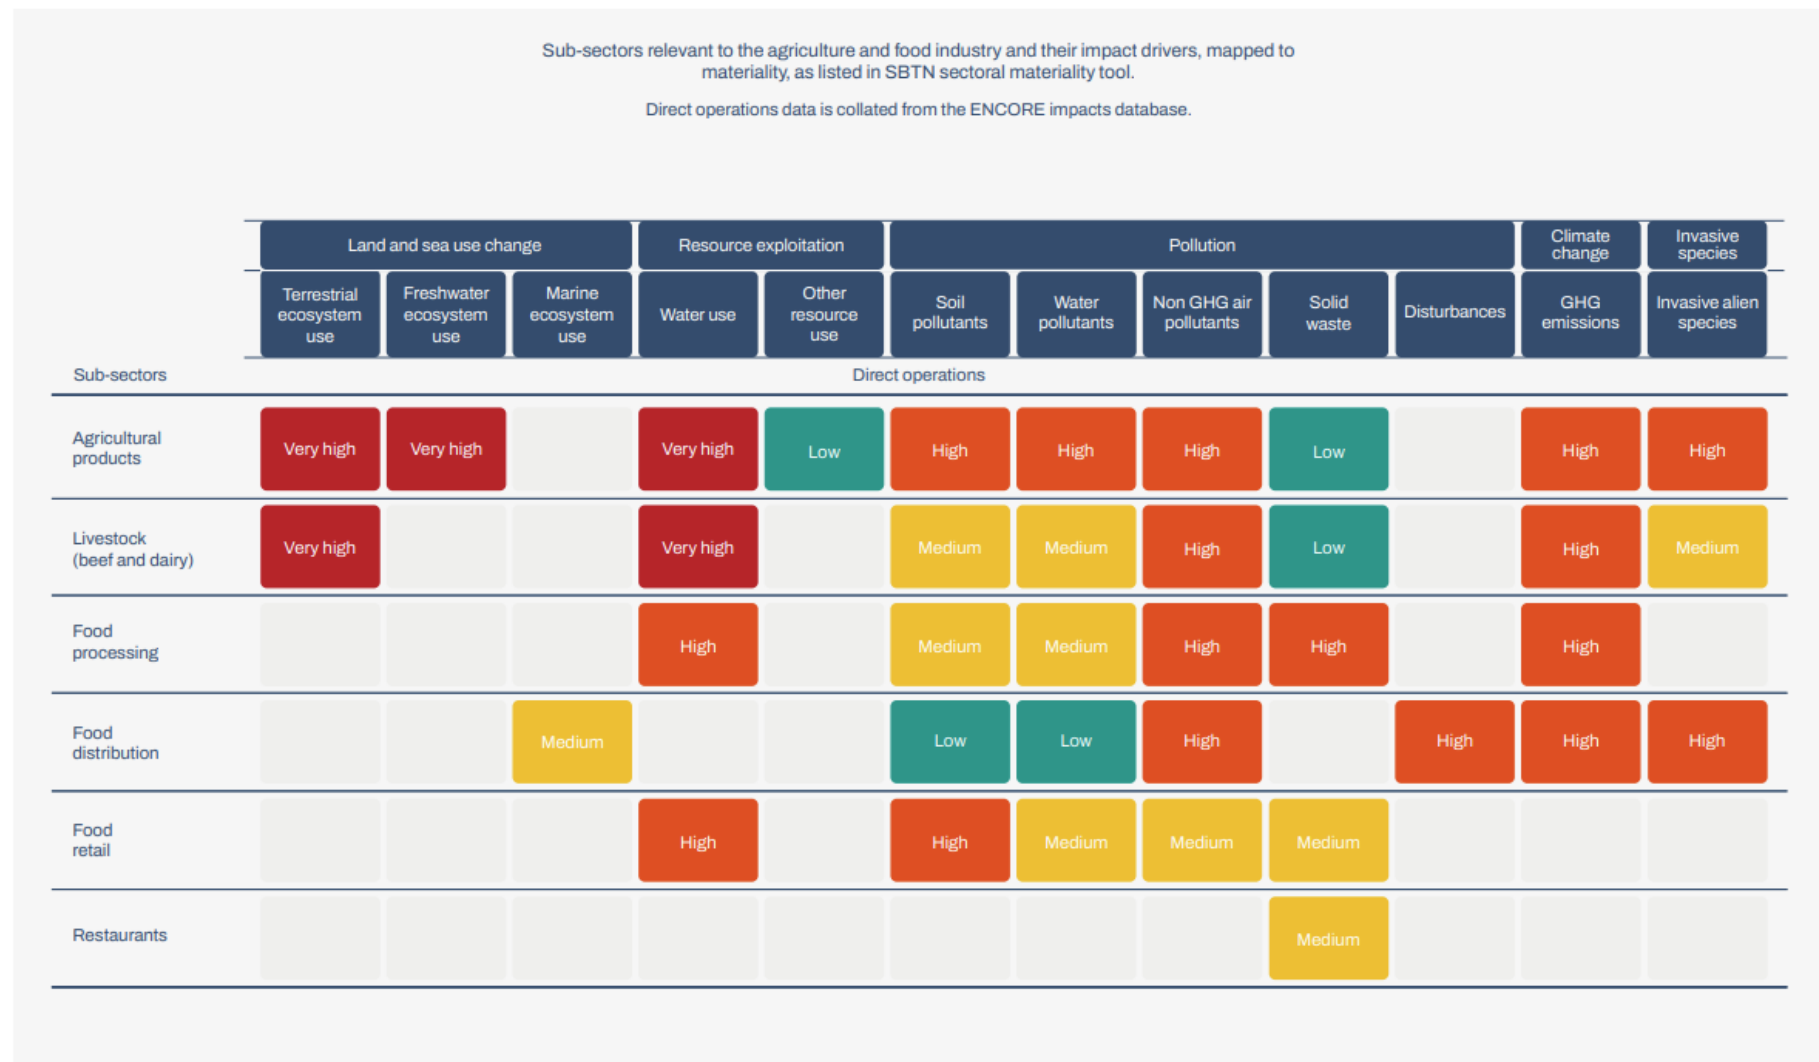 Sub-sectors relevant to the agriculture and food industry and their impact drivers, mapped to
materiality, as listed in SBTN sectoral materiality tool.
Direct operations data is collated from the ENCORE impacts database.
Land and sea use change
Resource exploitation
Pollution
Climate
change
Invasive
species
Terrestrial
ecosystem
use
Freshwater
ecosystem
use
Marine
ecosystem
use
Water use
Other
resource
use
Soil
pollutants
Water
pollutants
Non GHG air
pollutants
Solid
waste
Disturbances
GHG
emissions
Invasive alien
species
Sub-sectors
Direct operations
Agricultural
products
Very high
Very high
Very high
Low
High
High
High
Low
High
High
Livestock
(beef and dairy)
Very high
Very high
Medium
Medium
High
Low
High
Medium
Food
processing
High
Medium
Medium
High
High
High
Food
distribution
Medium
Low
Low
High
High
High
High
Food
retail
High
High
Medium
Medium
Medium
Restaurants
Medium